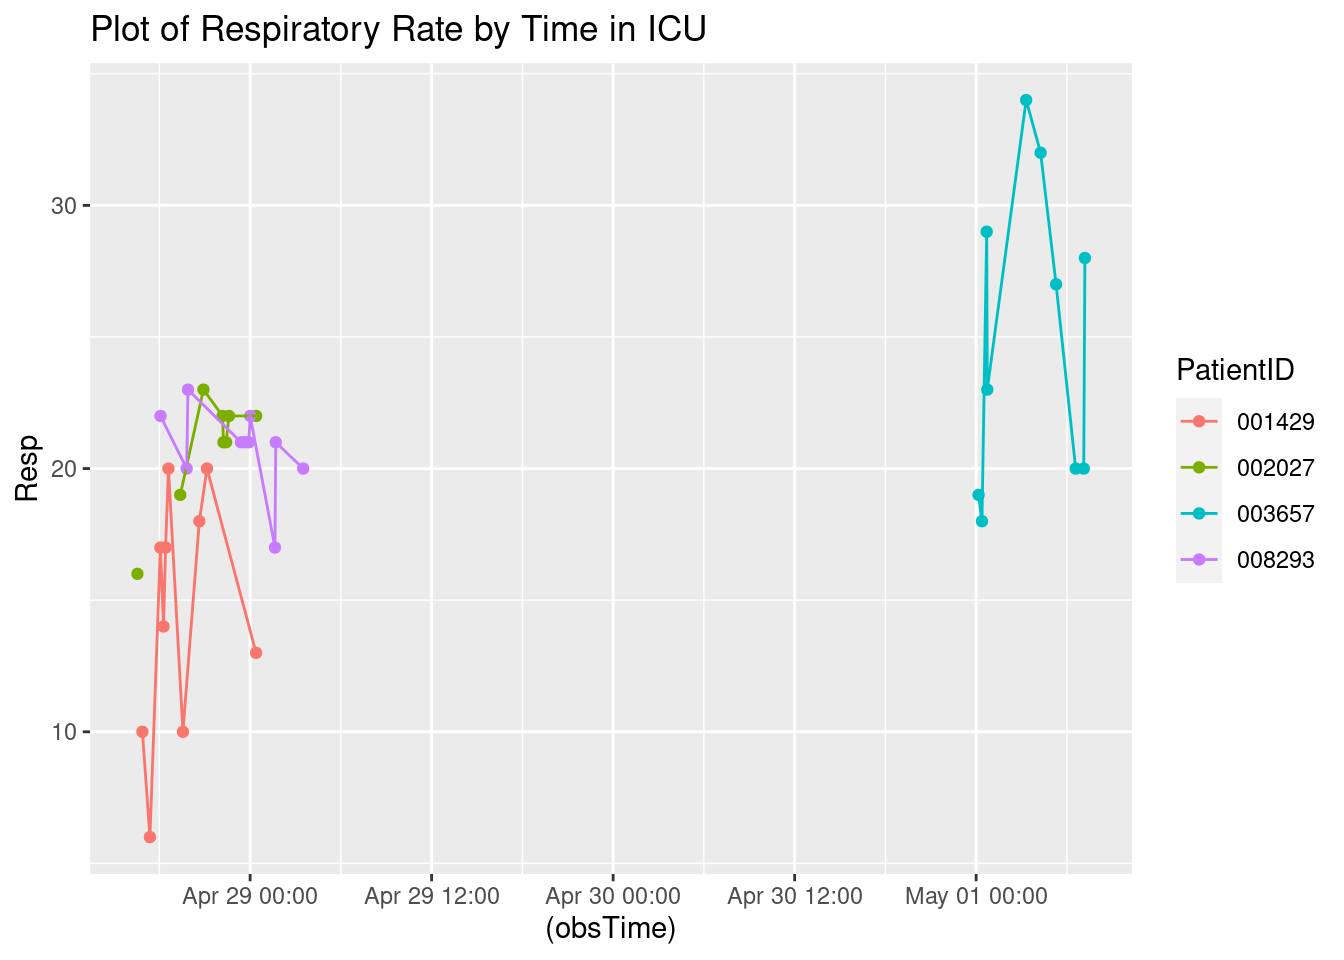 Plot of Respiratory Rate by Time in ICU
Resp
30
20
10
Apr 29 00:00 Apr 29 12:00 Apr 30 00:00 Apr 30 12:00 May 01 00:00
(obsTime)
PatientID
001429
002027
003657
008293